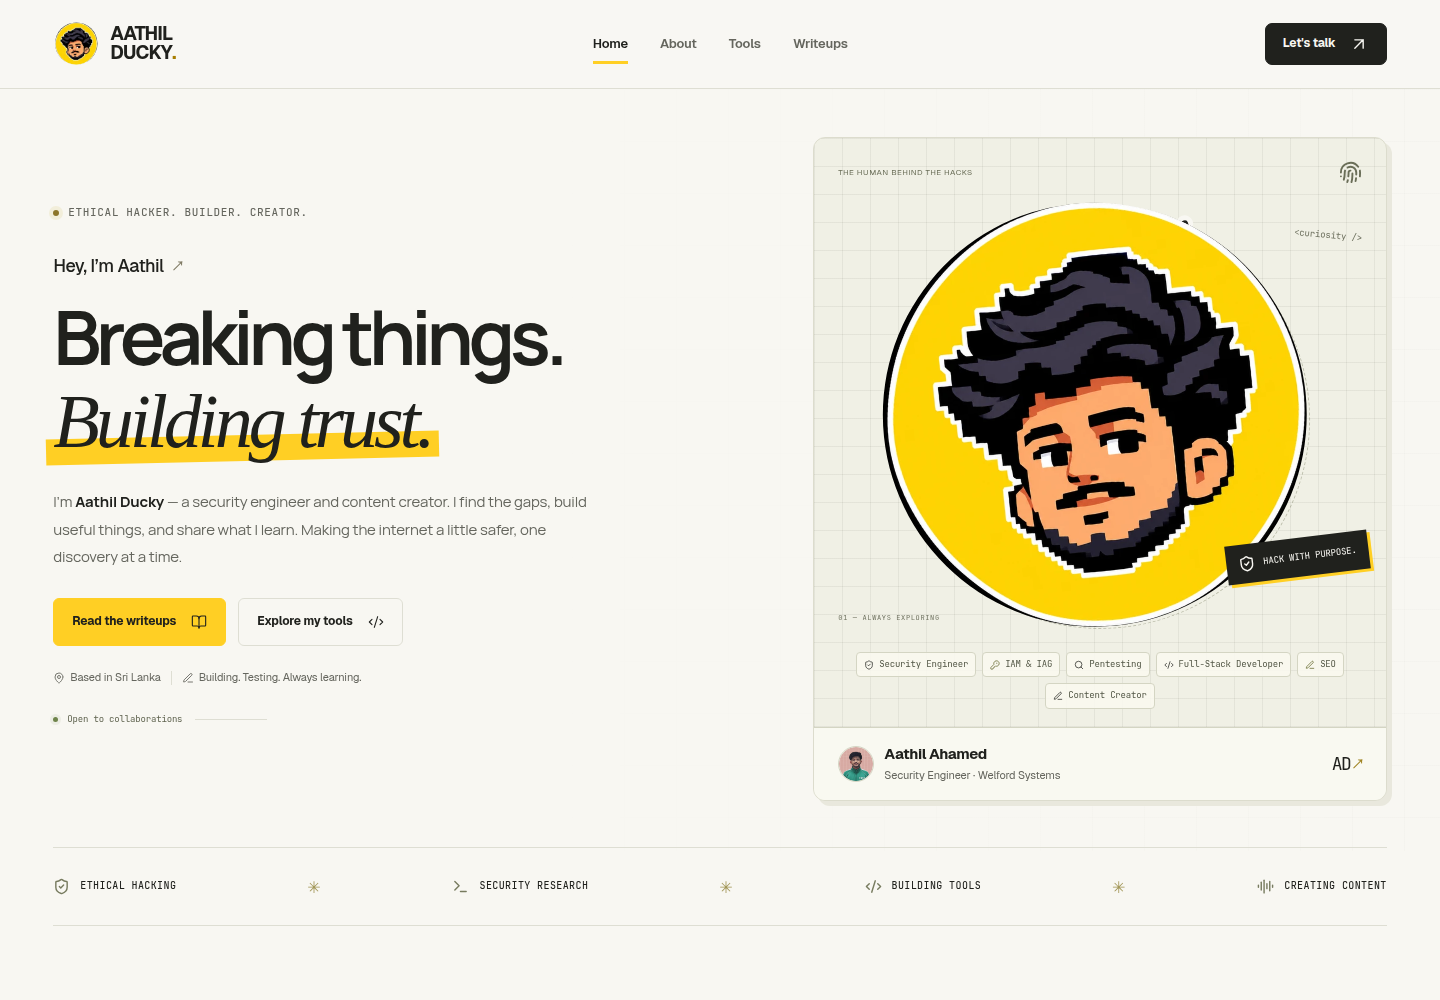 AATHIL
DUCKY.
Home
About
Tools
Writeups
Let's talk
ETHICAL HACKER. BUILDER. CREATOR.
Hey, I’m Aathil ↗
Breaking things.
Building trust.
I'm Aathil Ducky — a security engineer and content creator. I find the gaps, build
useful things, and share what I learn. Making the internet a little safer, one
discovery at a time.
Read the writeups
Explore my tools
Based in Sri Lanka
Building. Testing. Always learning.
Open to collaborations
THE HUMAN BEHIND THE HACKS
<curiosity />
HACK WITH PURPOSE.
01 — ALWAYS EXPLORING
Security Engineer
IAM & IAG
Pentesting
Full-Stack Developer
SEO
Content Creator
Aathil Ahamed
Security Engineer · Welford Systems
AD↗
ETHICAL HACKING
SECURITY RESEARCH
BUILDING TOOLS
CREATING CONTENT